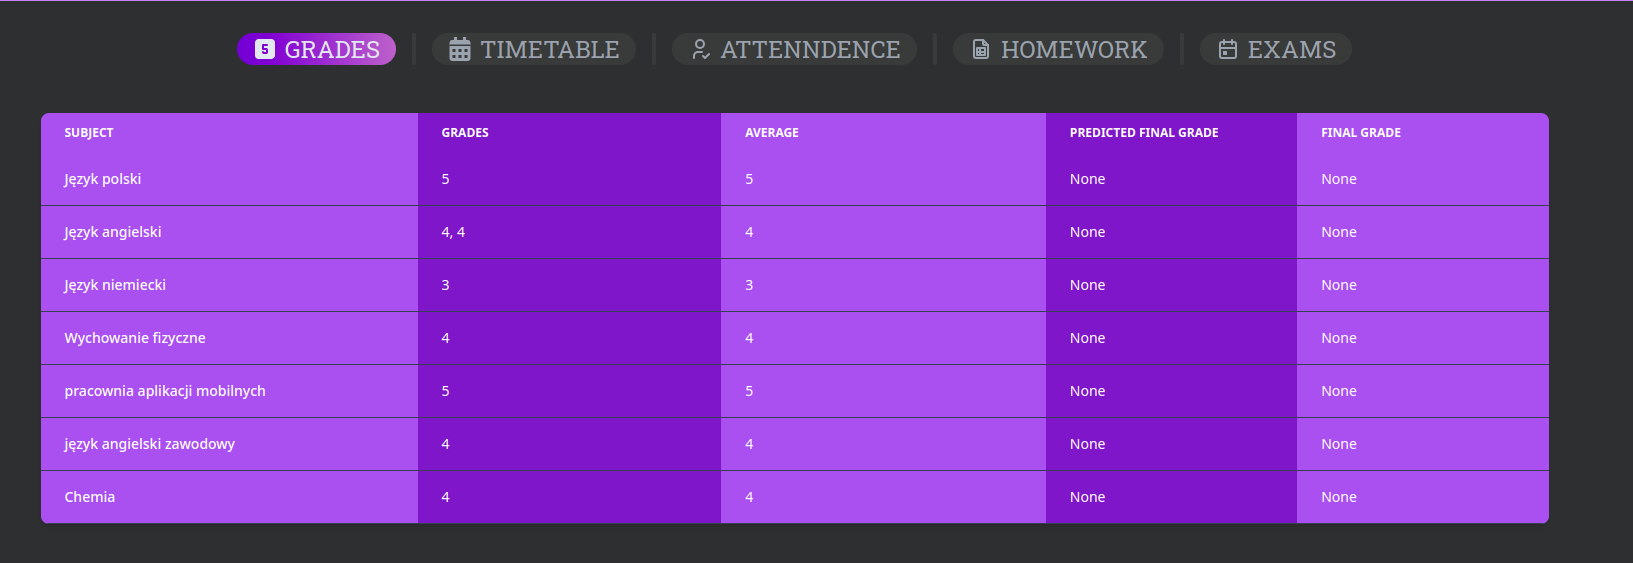 5 GRADES TIMETABLE ATTENNDENCE HOMEWORK EXAMS
SUBJECT GRADES AVERAGE PREDICTED FINAL GRADE FINAL GRADE
Język polski 5 5 None None
Język angielski 4, 4 4 None None
Język niemiecki 3 3 None None
Wychowanie fizyczne 4 4 None None
pracownia aplikacji mobilnych 5 5 None None
język angielski zawodowy 4 4 None None
Chemia 4 4 None None